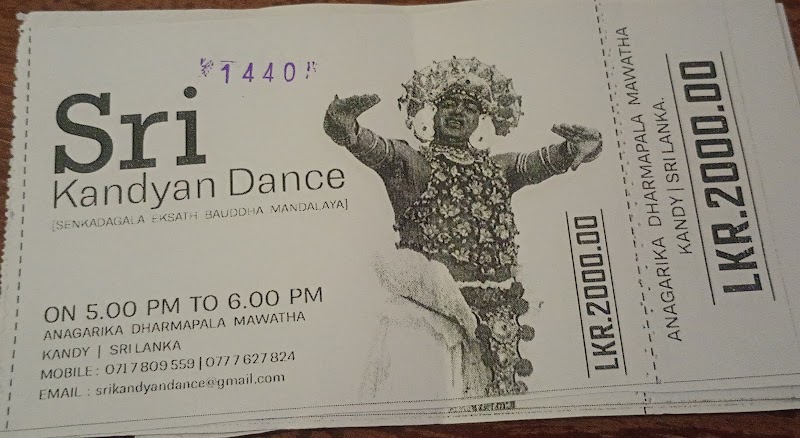 1440
Sri
Kandyan Dance
[SENKADAGALA EKSATH BAUDDHA MANDALAYA]
ON 5.00 PM TO 6.00 PM
ANAGARIKA DHARMAPALA MAWATHA
KANDY | SRI LANKA
MOBILE : 0717 809 559 | 0777 627 824
EMAIL : srikandyandance@gmail.com
LKR.2000.00
ANAGARIKA DHARMAPALA MAWATHA
KANDY | SRI LANKA.
LKR.2000.00